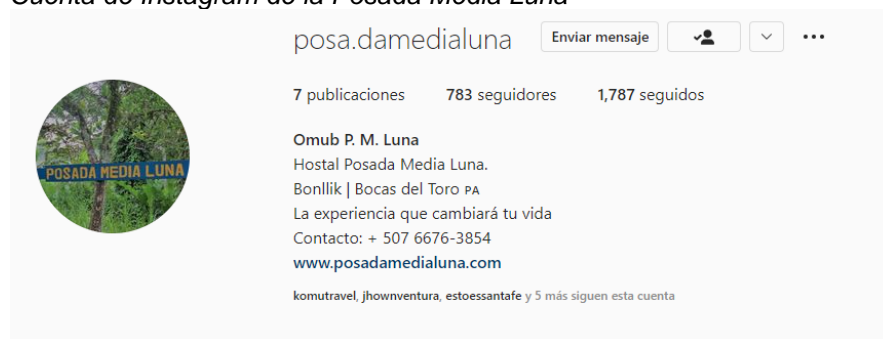 Cuenta de Instagram de la Posada Media Luna
posa.damedialuna Enviar mensaje
7 publicaciones 783 seguidores 1,787 seguidos
POSADA MEDIA LUNA
Omub P. M. Luna
Hostal Posada Media Luna.
Bonllik | Bocas del Toro PA
La experiencia que cambiará tu vida
Contacto: + 507 6676-3854
www.posadamedialuna.com
komutravel, jhownventura, estoessantafe y 5 más siguen esta cuenta